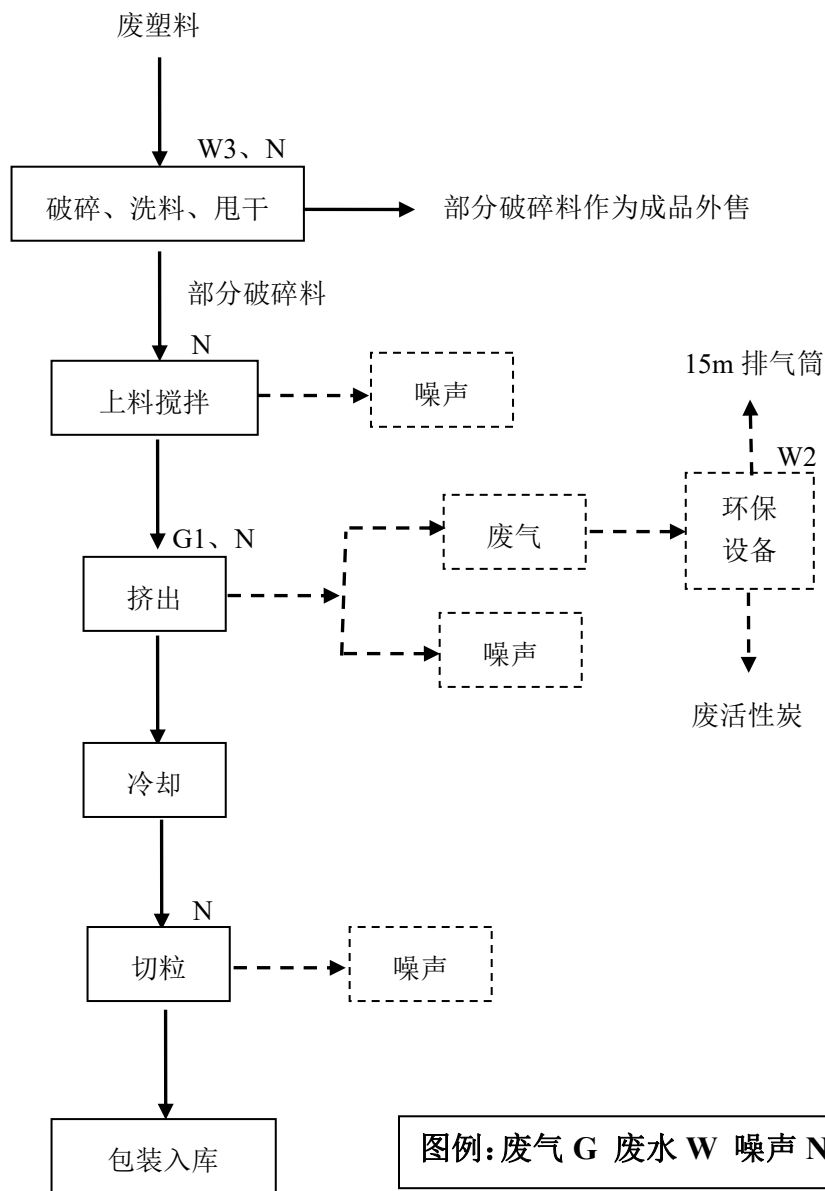 废塑料
W3、N
破碎、洗料、甩干
部分破碎料作为成品外售
部分破碎料
N
上料搅拌
噪声
15m 排气筒
W2
环保
设备
G1、N
废气
挤出
噪声
废活性炭
冷却
N
切粒
噪声
包装入库
图例：废气 G 废水 W 噪声 N